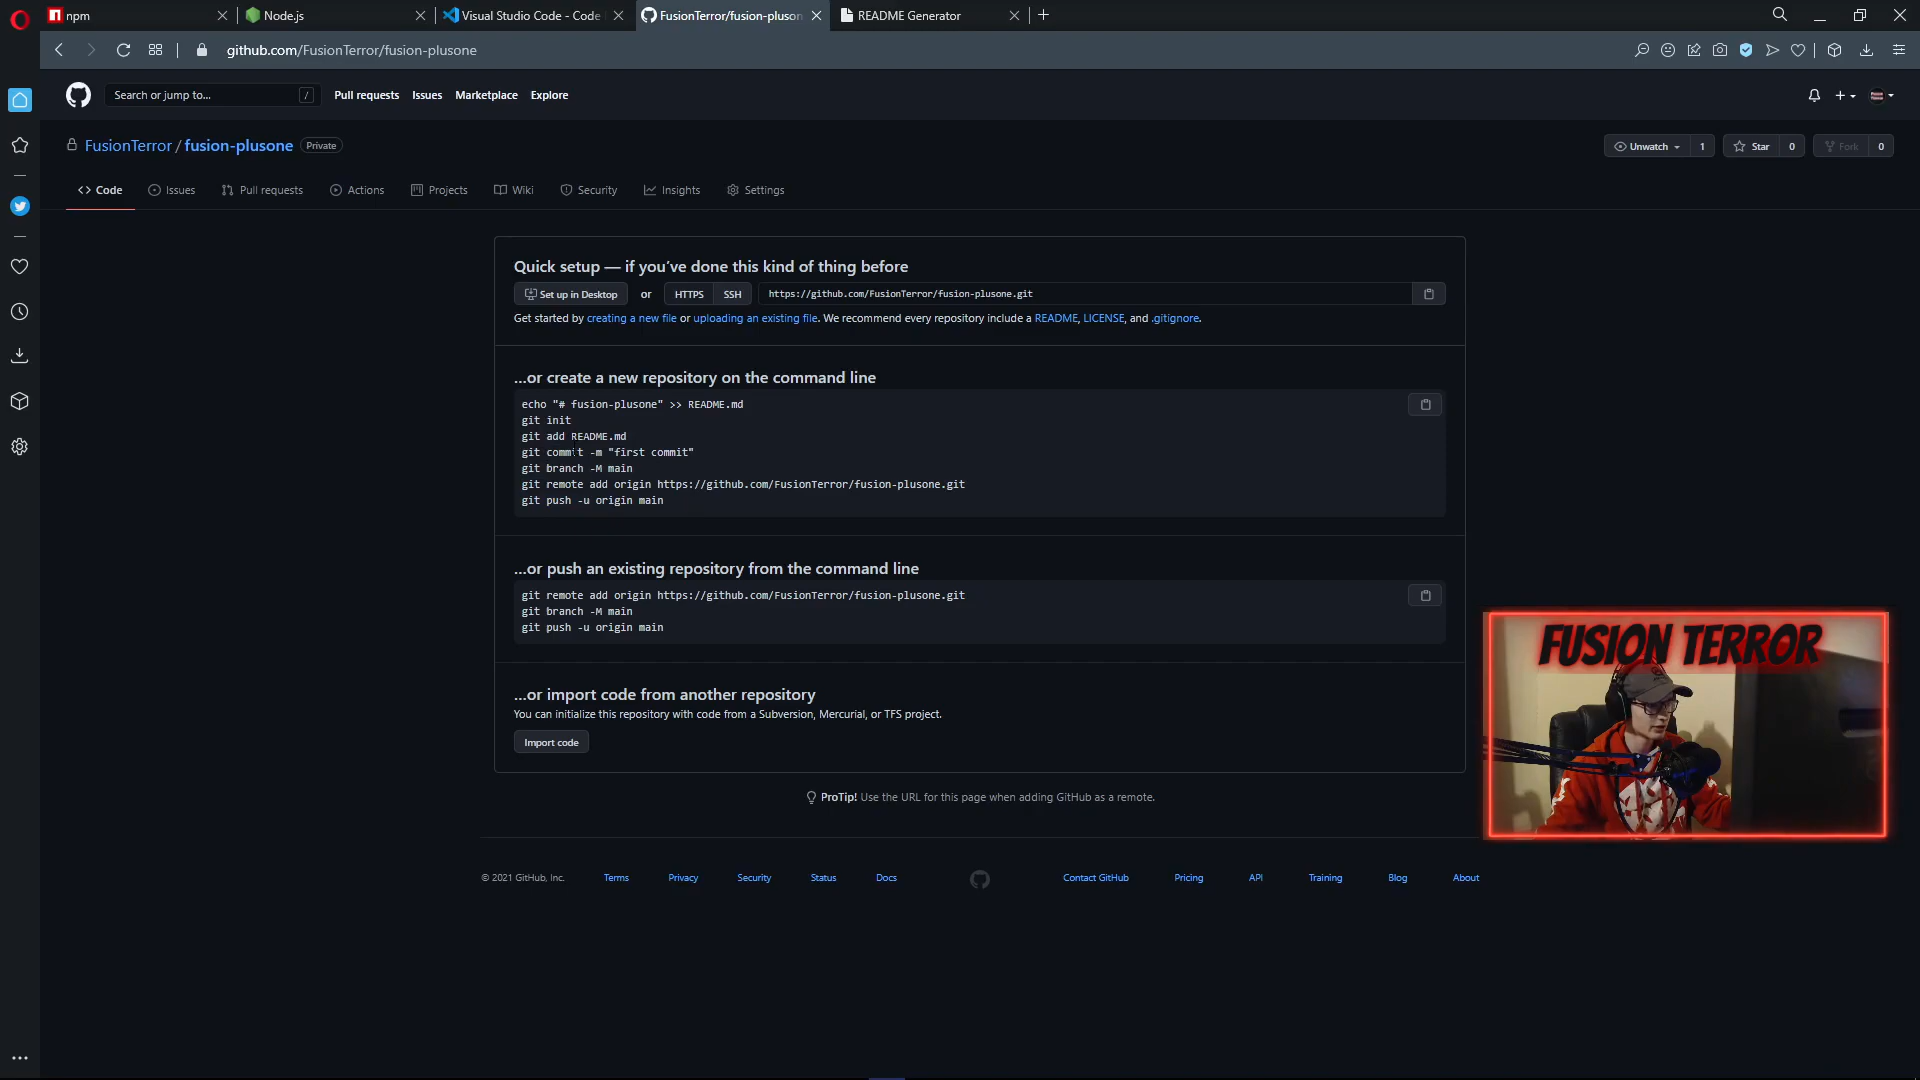 npm
Node.js
Visual Studio Code - Code
FusionTerror/fusion-pluson
README Generator
github.com/FusionTerror/fusion-plusone
Search or jump to... /
Pull requests Issues Marketplace Explore
FusionTerror / fusion-plusone Private
Unwatch 1 Star 0 Fork 0
Code Issues Pull requests Actions Projects Wiki Security Insights Settings
Quick setup — if you've done this kind of thing before
Set up in Desktop or HTTPS SSH https://github.com/FusionTerror/fusion-plusone.git
Get started by creating a new file or uploading an existing file. We recommend every repository include a README, LICENSE, and .gitignore.
…or create a new repository on the command line
echo "# fusion-plusone" >> README.md
git init
git add README.md
git commit -m "first commit"
git branch -M main
git remote add origin https://github.com/FusionTerror/fusion-plusone.git
git push -u origin main
…or push an existing repository from the command line
git remote add origin https://github.com/FusionTerror/fusion-plusone.git
git branch -M main
git push -u origin main
…or import code from another repository
You can initialize this repository with code from a Subversion, Mercurial, or TFS project.
Import code
FUSION TERROR
ProTip! Use the URL for this page when adding GitHub as a remote.
© 2021 GitHub, Inc. Terms Privacy Security Status Docs Contact GitHub Pricing API Training Blog About